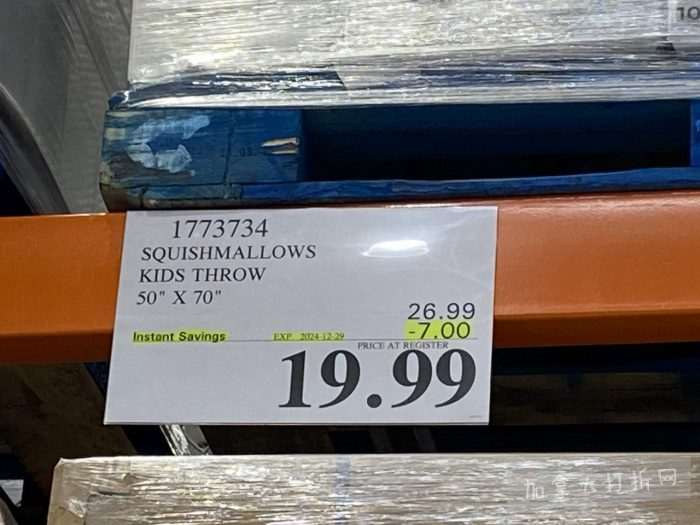 10
1773734
SQUISHMALLOWS
KIDS THROW
50" X 70"
26.99
Instant Savings EXP. 2024-12-29 -7.00
PRICE AT REGISTER
19.99
加拿大打折网